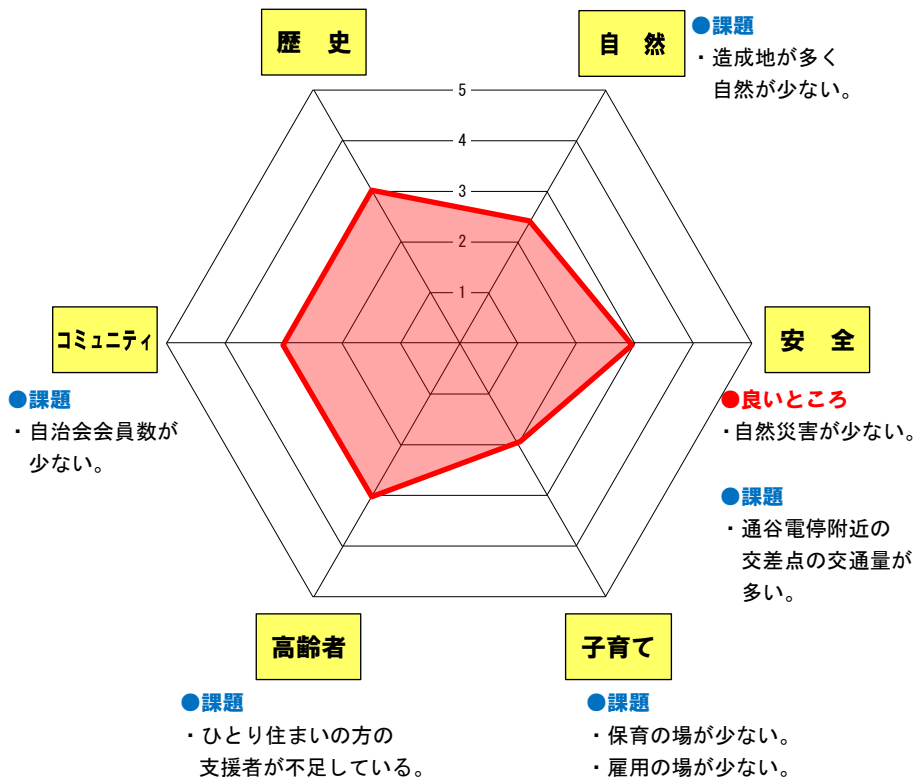 歴　史
自　然
●課題
・造成地が多く
自然が少ない。
5
4
3
2
1
コミュニティ
●課題
・自治会会員数が
少ない。
安　全
●良いところ
・自然災害が少ない。
●課題
・通谷電停附近の
交差点の交通量が
多い。
高齢者
●課題
・ひとり住まいの方の
支援者が不足している。
子育て
●課題
・保育の場が少ない。
・雇用の場が少ない。